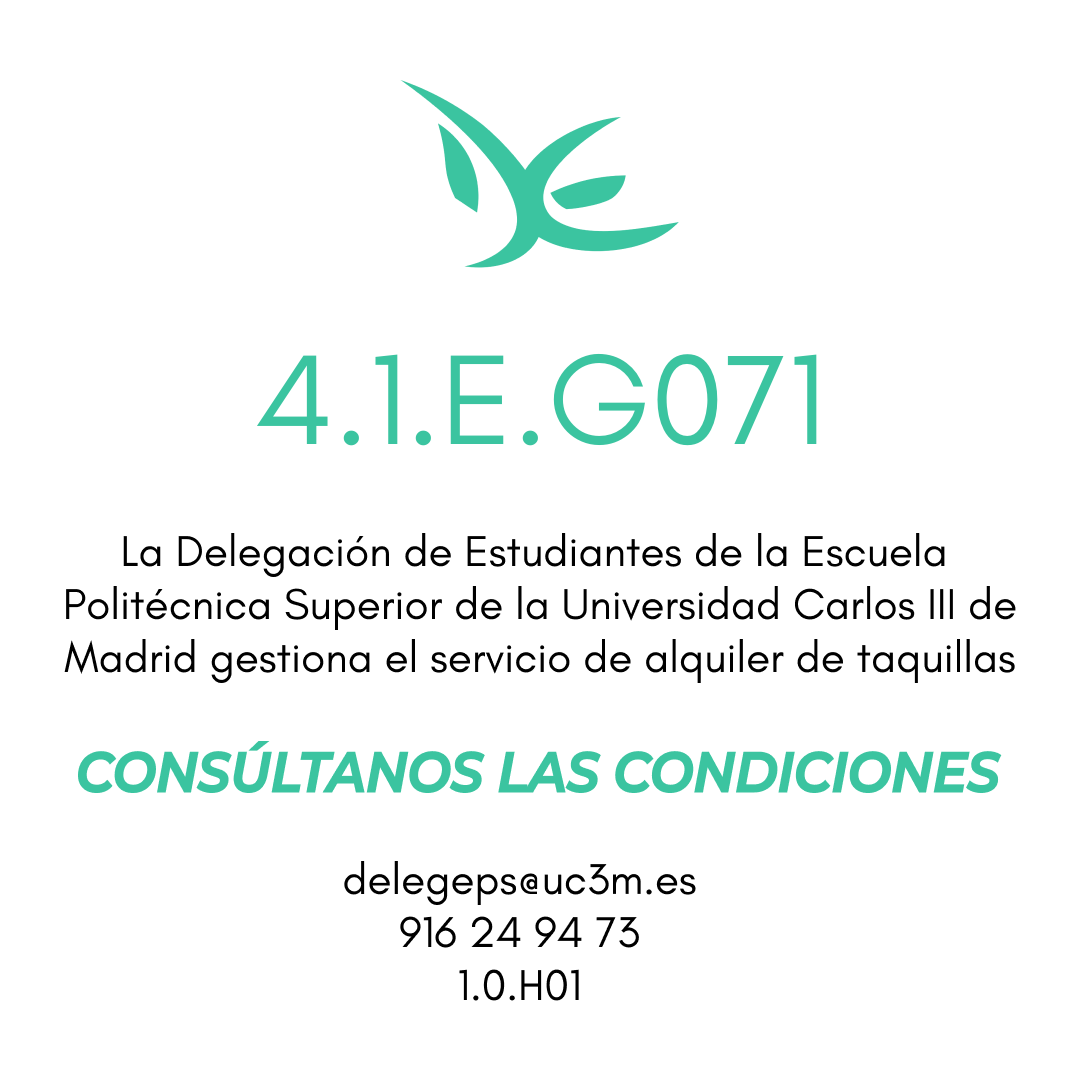 4.1.E.G071
La Delegación de Estudiantes de la Escuela
Politécnica Superior de la Universidad Carlos III de
Madrid gestiona el servicio de alquiler de taquillas
CONSÚLTANOS LAS CONDICIONES
delegeps@uc3m.es
916 24 94 73
1.0.H01